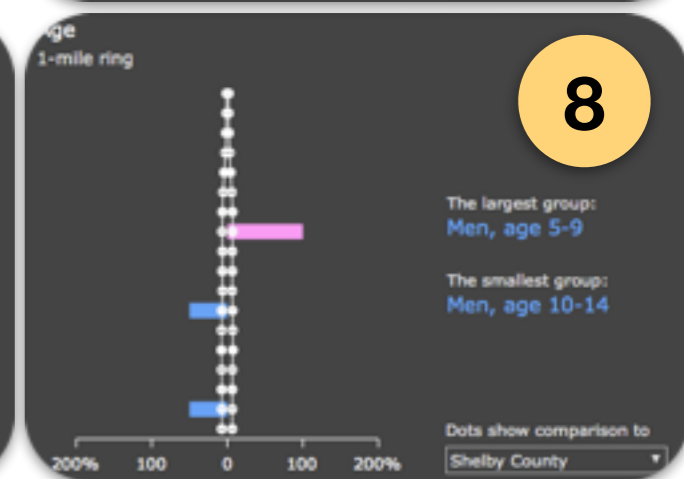 Age
1-mile ring
8
The largest group:
Men, age 5-9
The smallest group:
Men, age 10-14
Dots show comparison to
200% 100 0 100 200%
Shelby County